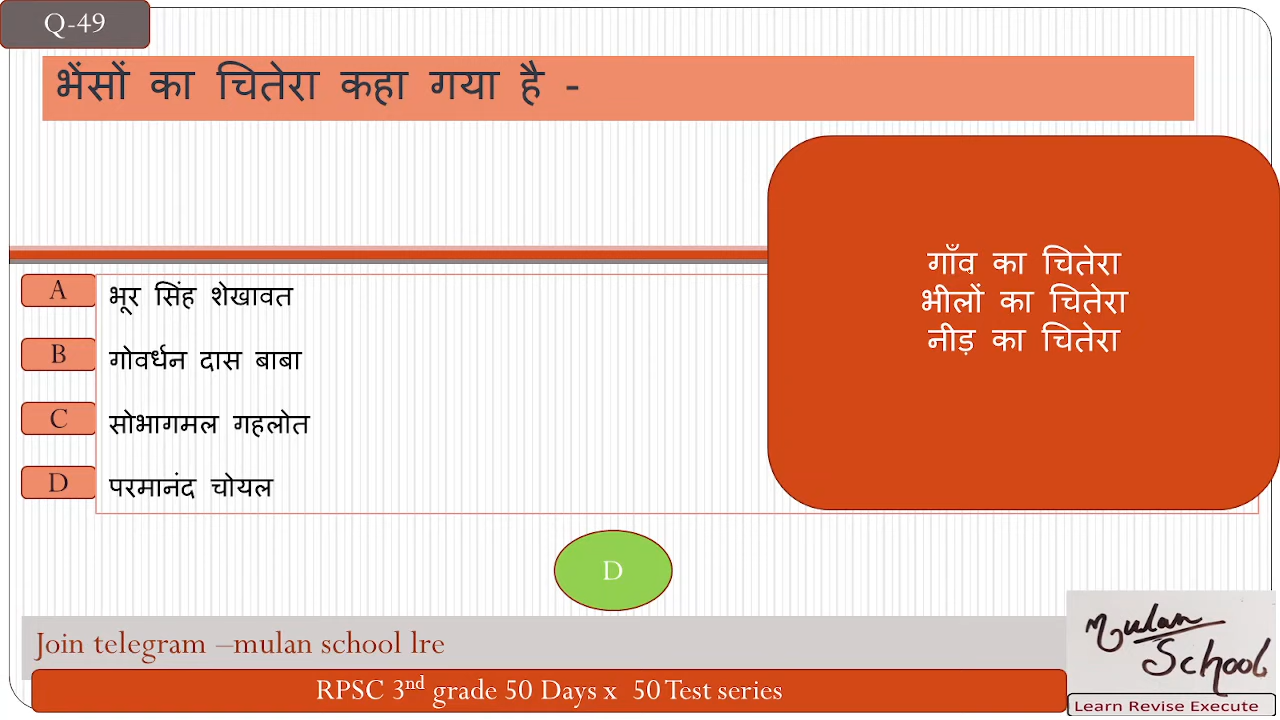 Q-49
भेंसों का चितेरा कहा गया है -
गाँव़ का चितेरा
भीलों का चितेरा
नीड़ का चितेरा
A भूर सिंह शेखावत
B गोवर्धन दास बाबा
C सोभागमल गहलोत
D परमानंद चोयल
D
Join telegram –mulan school lre
RPSC 3nd grade 50 Days x 50 Test series
Mulan
School
Learn Revise Execute